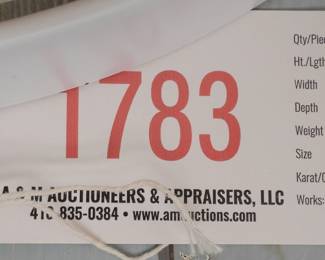 1783
A & M AUCTIONEERS & APPRAISERS, LLC
410-835-0384 • www.amauctions.com
Qty/Pie
Ht./Lgth
Width
Depth
Weight
Size
Karat/
Works: